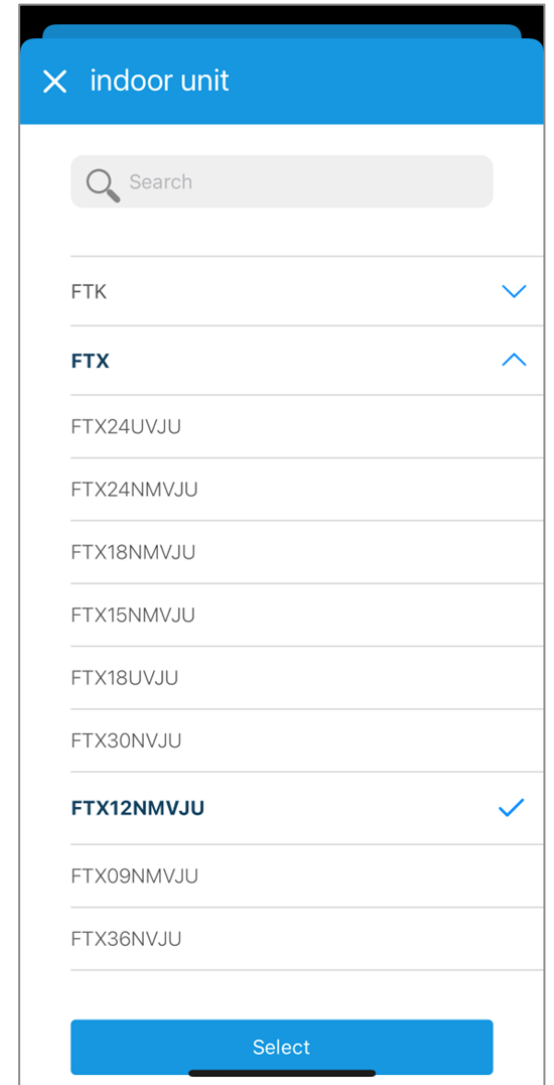 indoor unit
Search
FTK
FTX
FTX24UVJU
FTX24NMVJU
FTX18NMVJU
FTX15NMVJU
FTX18UVJU
FTX30NVJU
FTX12NMVJU
FTX09NMVJU
FTX36NVJU
Select